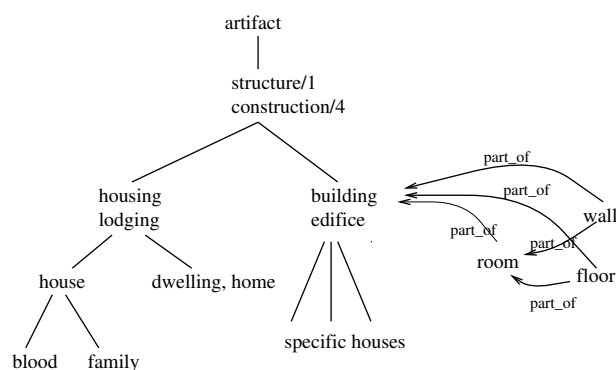 artifact
structure/1
construction/4
part_of
housing
lodging
building
edifice
part_of
wall
part_of
part_of
room
floor
house
dwelling, home
part_of
specific houses
blood
family